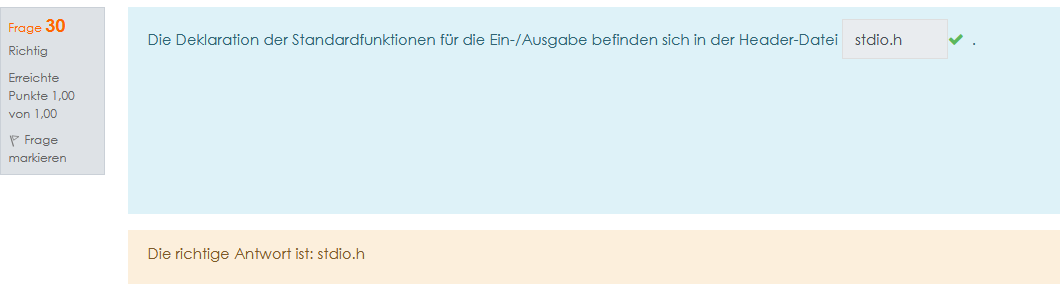 Frage 30
Richtig
Erreichte
Punkte 1,00
von 1,00
Frage
markieren
Die Deklaration der Standardfunktionen für die Ein-/Ausgabe befinden sich in der Header-Datei stdio.h .
Die richtige Antwort ist: stdio.h